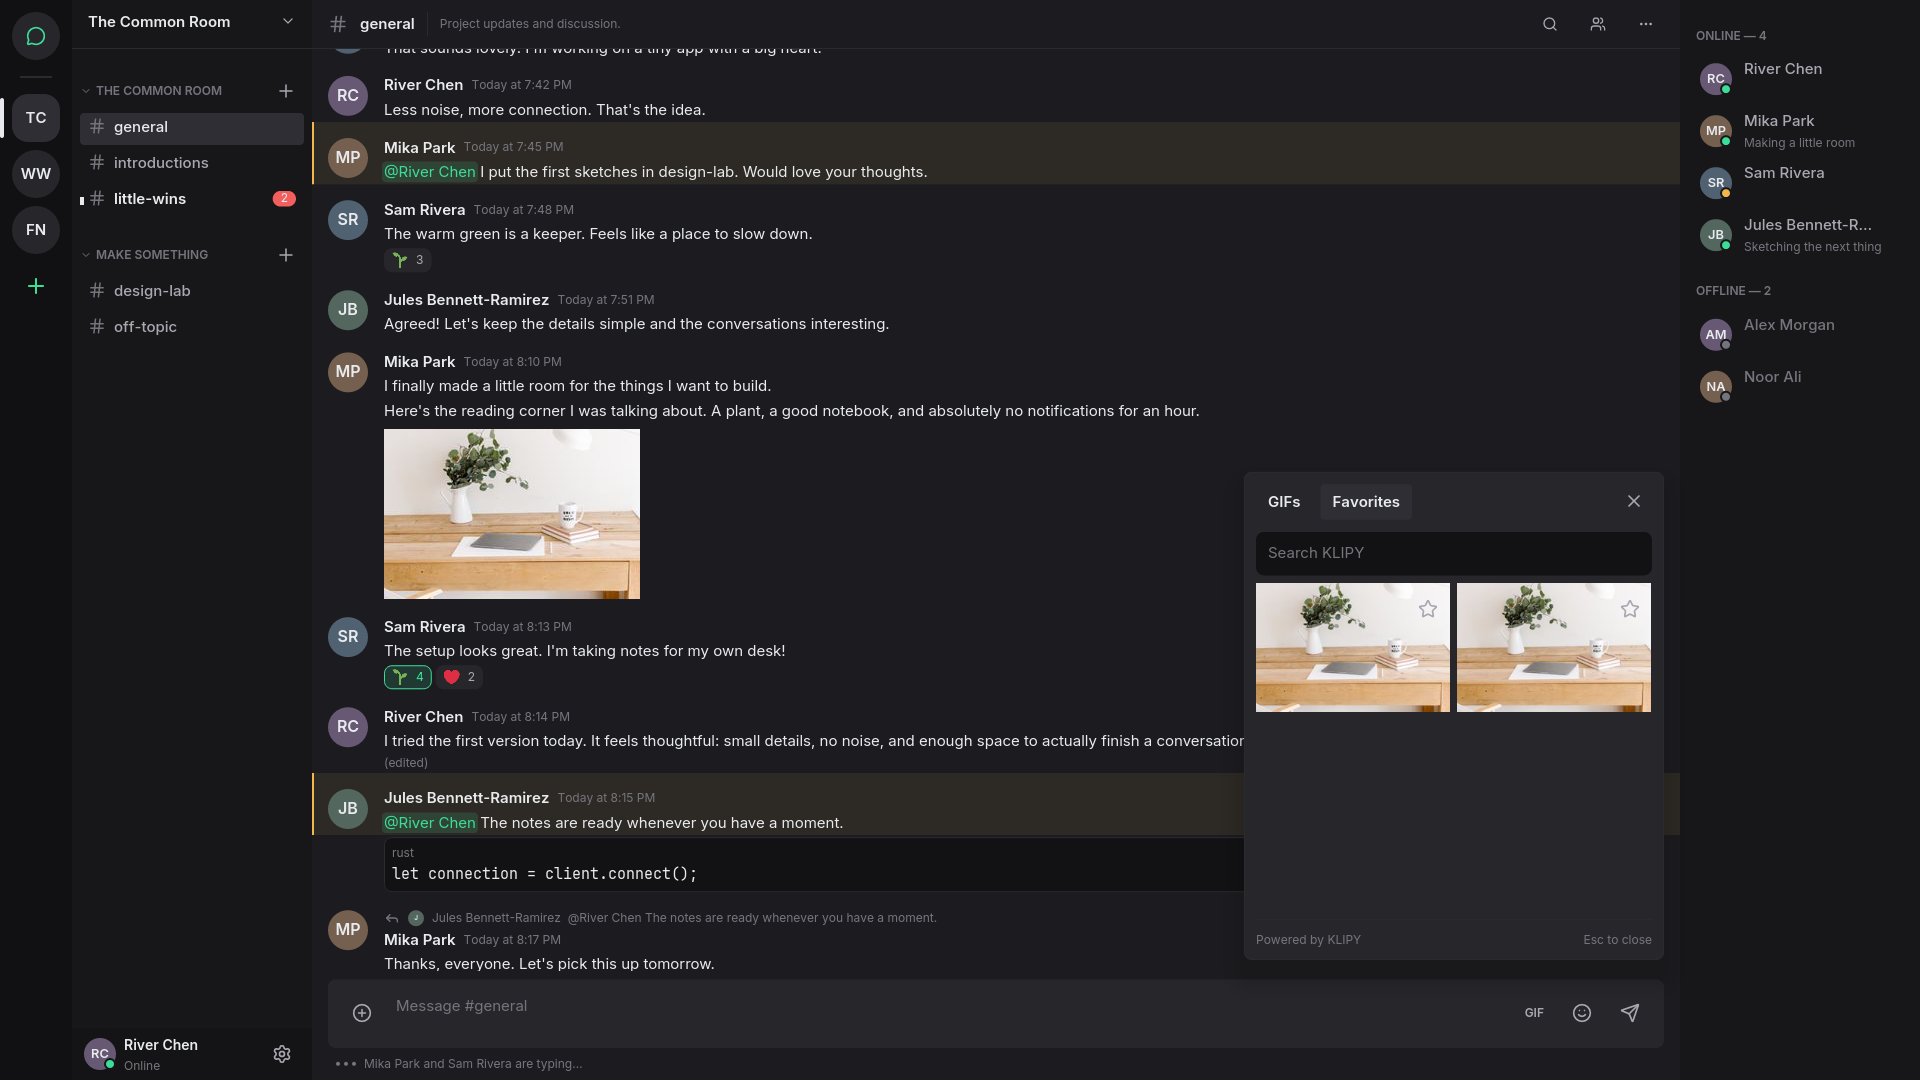 The Common Room
TC
WW
FN
THE COMMON ROOM
general
introductions
little-wins
2
MAKE SOMETHING
design-lab
off-topic
RC
River Chen
Online
# general
Project updates and discussion.
That sounds lovely. I'm working on a tiny app with a big heart.
RC
River Chen Today at 7:42 PM
Less noise, more connection. That's the idea.
MP
Mika Park Today at 7:45 PM
@River Chen I put the first sketches in design-lab. Would love your thoughts.
SR
Sam Rivera Today at 7:48 PM
The warm green is a keeper. Feels like a place to slow down.
3
JB
Jules Bennett-Ramirez Today at 7:51 PM
Agreed! Let's keep the details simple and the conversations interesting.
MP
Mika Park Today at 8:10 PM
I finally made a little room for the things I want to build.
Here's the reading corner I was talking about. A plant, a good notebook, and absolutely no notifications for an hour.
SR
Sam Rivera Today at 8:13 PM
The setup looks great. I'm taking notes for my own desk!
4
2
RC
River Chen Today at 8:14 PM
I tried the first version today. It feels thoughtful: small details, no noise, and enough space to actually finish a conversation
(edited)
JB
Jules Bennett-Ramirez Today at 8:15 PM
@River Chen The notes are ready whenever you have a moment.
rust
let connection = client.connect();
J Jules Bennett-Ramirez @River Chen The notes are ready whenever you have a moment.
MP
Mika Park Today at 8:17 PM
Thanks, everyone. Let's pick this up tomorrow.
Message #general
GIF
Mika Park and Sam Rivera are typing...
GIFs
Favorites
Search KLIPY
Powered by KLIPY
Esc to close
ONLINE — 4
RC
River Chen
MP
Mika Park
Making a little room
SR
Sam Rivera
JB
Jules Bennett-R...
Sketching the next thing
OFFLINE — 2
AM
Alex Morgan
NA
Noor Ali